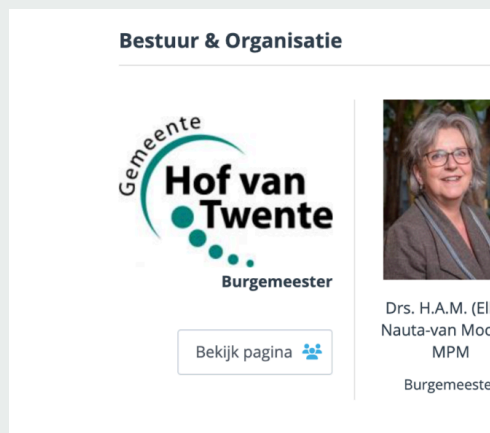 Bestuur & Organisatie
Gemeente
Hof van
Twente
Burgemeester
Bekijk pagina
Drs. H.A.M. (El
Nauta-van Moo
MPM
Burgemeeste